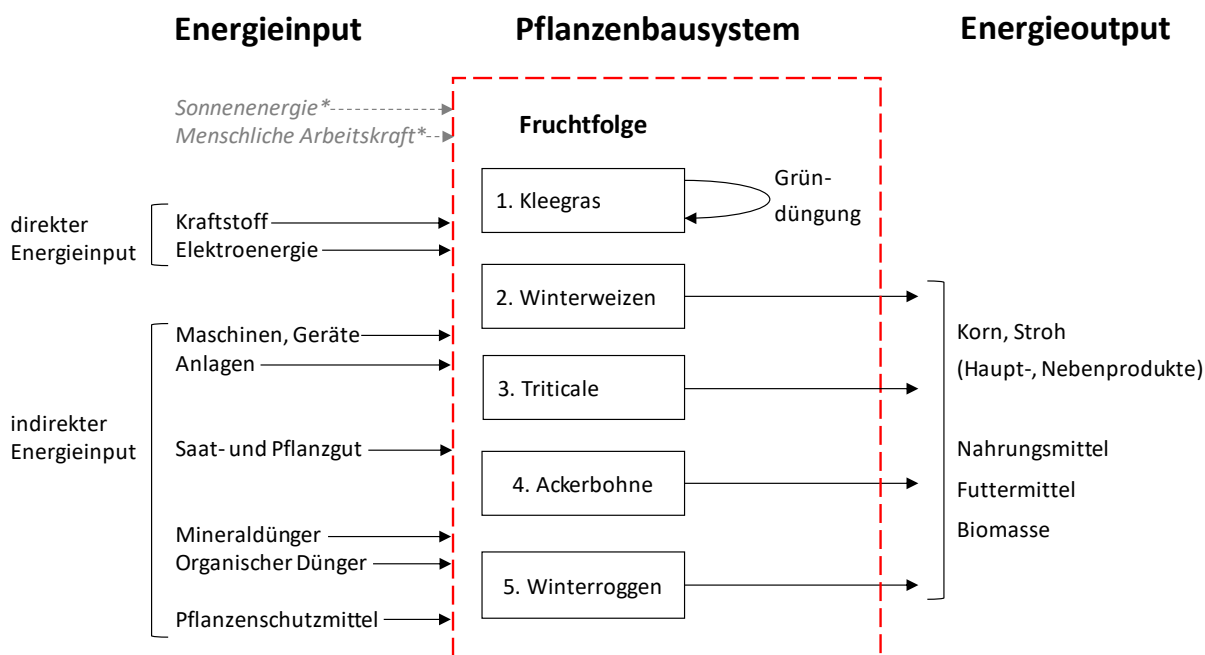 Energieinput
Pflanzenbausystem
Energieoutput
Sonnenenergie*
Menschliche Arbeitskraft*
Fruchtfolge
direkter
Energieinput
Kraftstoff
Elektroenergie
indirekter
Energieinput
Maschinen, Geräte
Anlagen
Saat- und Pflanzgut
Mineraldünger
Organischer Dünger
Pflanzenschutzmittel
1. Kleegras
Grün-
düngung
2. Winterweizen
3. Triticale
4. Ackerbohne
5. Winterroggen
Korn, Stroh
(Haupt-, Nebenprodukte)
Nahrungsmittel
Futtermittel
Biomasse